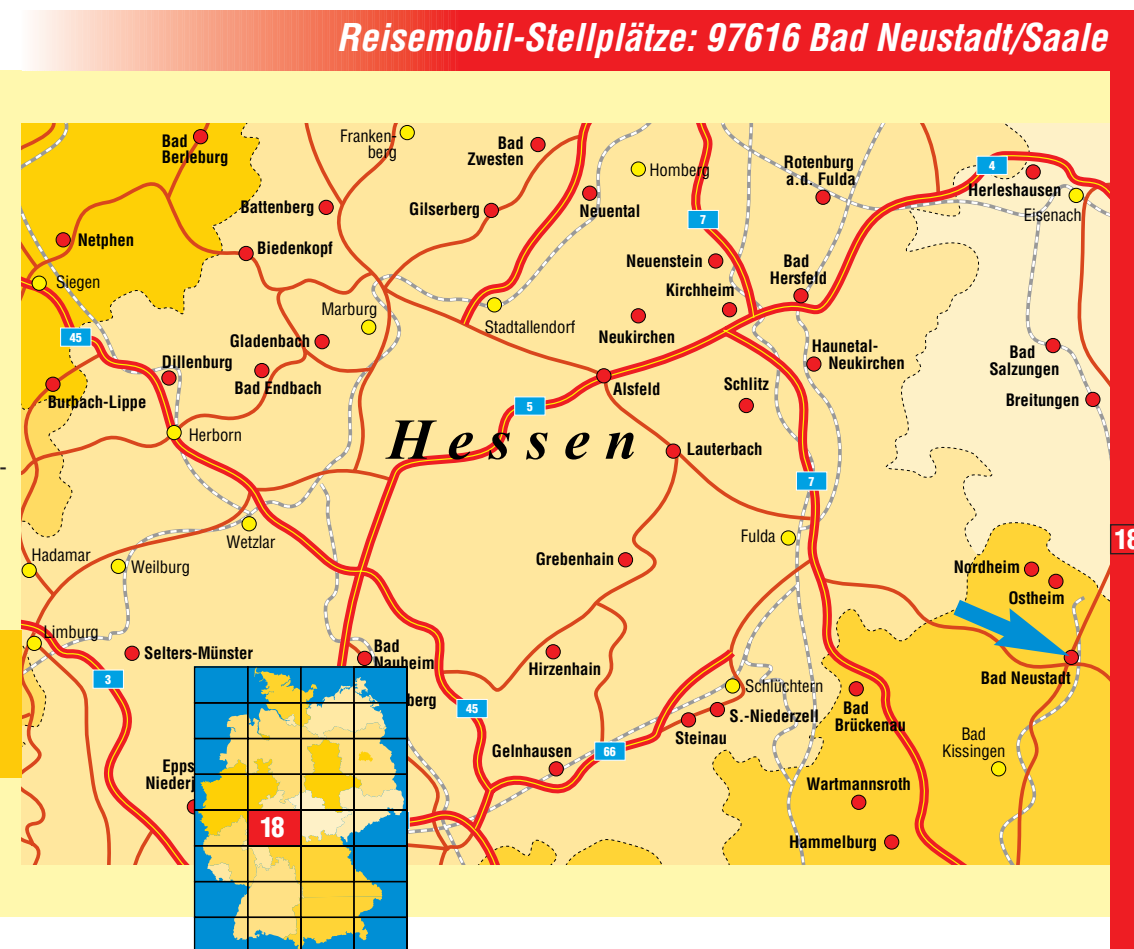 Reisemobil-Stellplätze: 97616 Bad Neustadt/Saale
Bad
Berleburg
Franken-
berg
Bad
Zwesten
Homberg
Rotenburg
a.d. Fulda
4
Herleshausen
Eisenach
Battenberg
Gilserberg
Neuental
7
Netphen
Biedenkopf
Neuenstein
Bad
Hersfeld
Siegen
Kirchheim
Marburg
Stadtallendorf
45
Gladenbach
Neukirchen
Haunetal-
Neukirchen
Bad
Salzungen
Dillenburg
Bad Endbach
Alsfeld
Schlitz
Burbach-Lippe
Breitungen
5
Herborn
Hessen
Lauterbach
-
7
Wetzlar
Fulda
18
Hadamar
Weilburg
Grebenhain
Nordheim
Ostheim
Limburg
Selters-Münster
Bad
Nauheim
Hirzenhain
Bad Neustadt
3
berg
45
Schlüchtern
S.-Niederzell
Steinau
Bad
Brückenau
Bad
Kissingen
Gelnhausen
66
Epps
Niederj
Wartmannsroth
18
Hammelburg